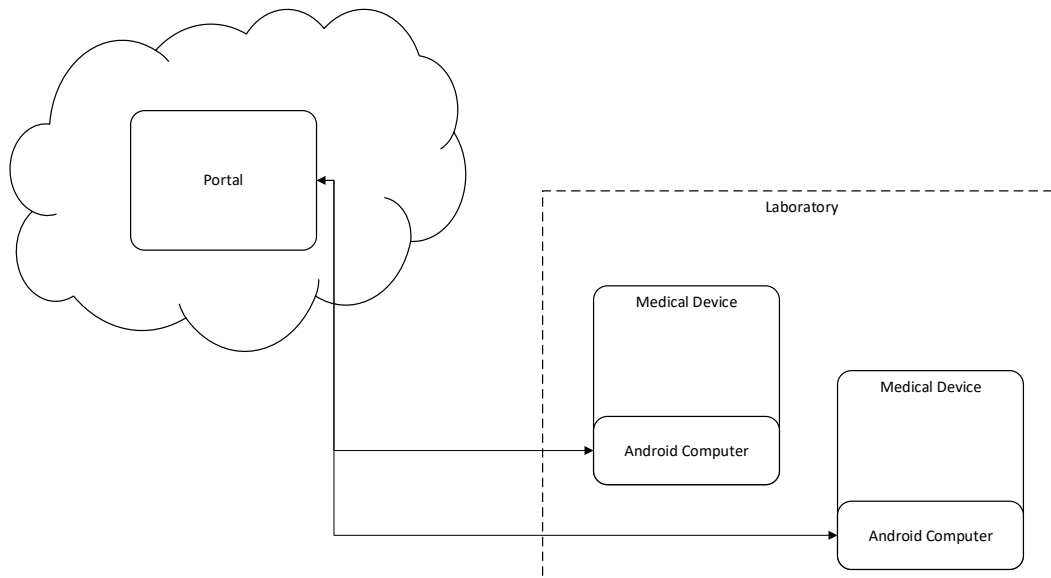 Portal
Laboratory
Medical Device
Android Computer
Medical Device
Android Computer